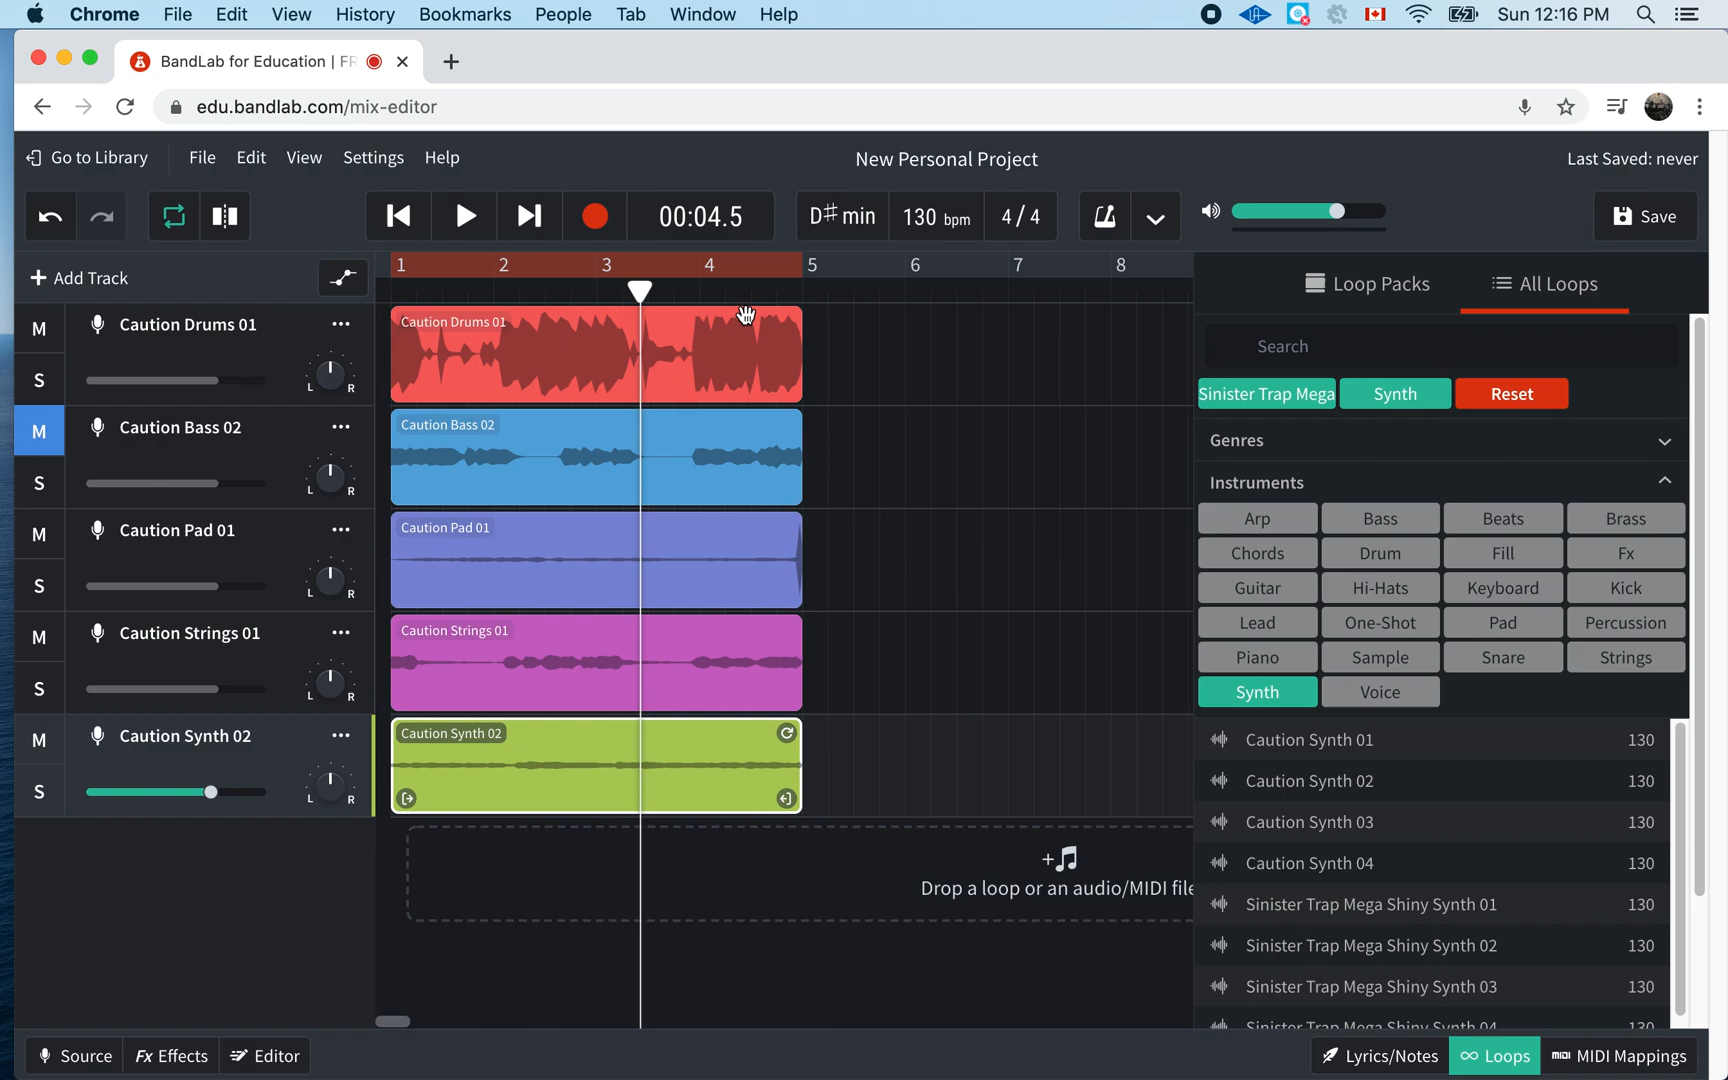 Chrome File Edit View History Bookmarks People Tab Window Help Sun 12:16 PM
BandLab for Education | FR
edu.bandlab.com/mix-editor
Go to Library File Edit View Settings Help New Personal Project Last Saved: never
00:04.5 D♯ min 130 bpm 4/4 Save
+ Add Track 1 2 3 4 5 6 7 8 Loop Packs All Loops
M Caution Drums 01 Caution Drums 01
S L R
Search
Sinister Trap Mega Synth Reset
M Caution Bass 02 Caution Bass 02
S L R
Genres
Instruments
Arp Bass Beats Brass
Chords Drum Fill Fx
Guitar Hi-Hats Keyboard Kick
Lead One-Shot Pad Percussion
Piano Sample Snare Strings
Synth Voice
M Caution Pad 01 Caution Pad 01
S L R
M Caution Strings 01 Caution Strings 01
S L R
M Caution Synth 02 Caution Synth 02
S L R
Caution Synth 01 130
Caution Synth 02 130
Caution Synth 03 130
Caution Synth 04 130
Sinister Trap Mega Shiny Synth 01 130
Sinister Trap Mega Shiny Synth 02 130
Sinister Trap Mega Shiny Synth 03 130
Sinister Trap Mega Shiny Synth 04 130
Drop a loop or an audio/MIDI file
Source Fx Effects Editor Lyrics/Notes Loops MIDI MIDI Mappings